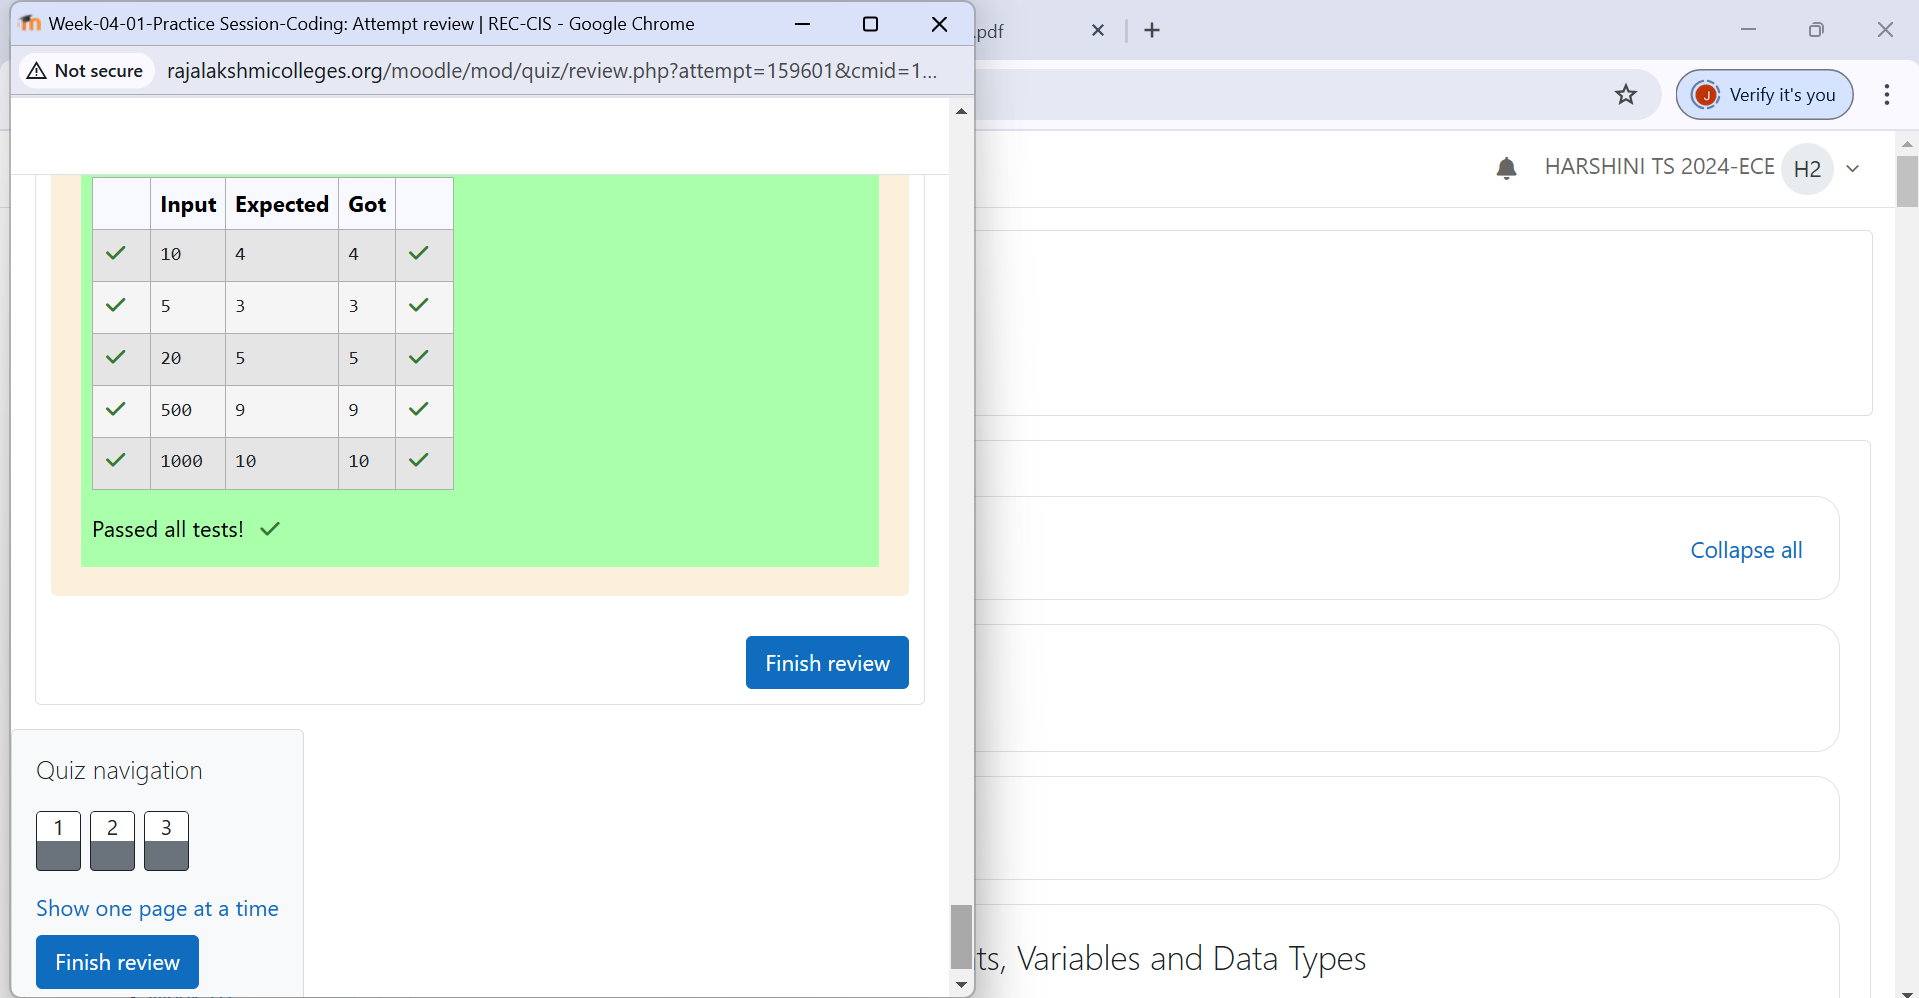 Week-04-01-Practice Session-Coding: Attempt review | REC-CIS - Google Chrome
.pdf
Not secure
rajalakshmicolleges.org/moodle/mod/quiz/review.php?attempt=159601&cmid=1...
Verify it's you
HARSHINI TS 2024-ECE H2
Input Expected Got
10 4 4
5 3 3
20 5 5
500 9 9
1000 10 10
Passed all tests!
Collapse all
Finish review
Quiz navigation
1 2 3
Show one page at a time
Finish review
ts, Variables and Data Types